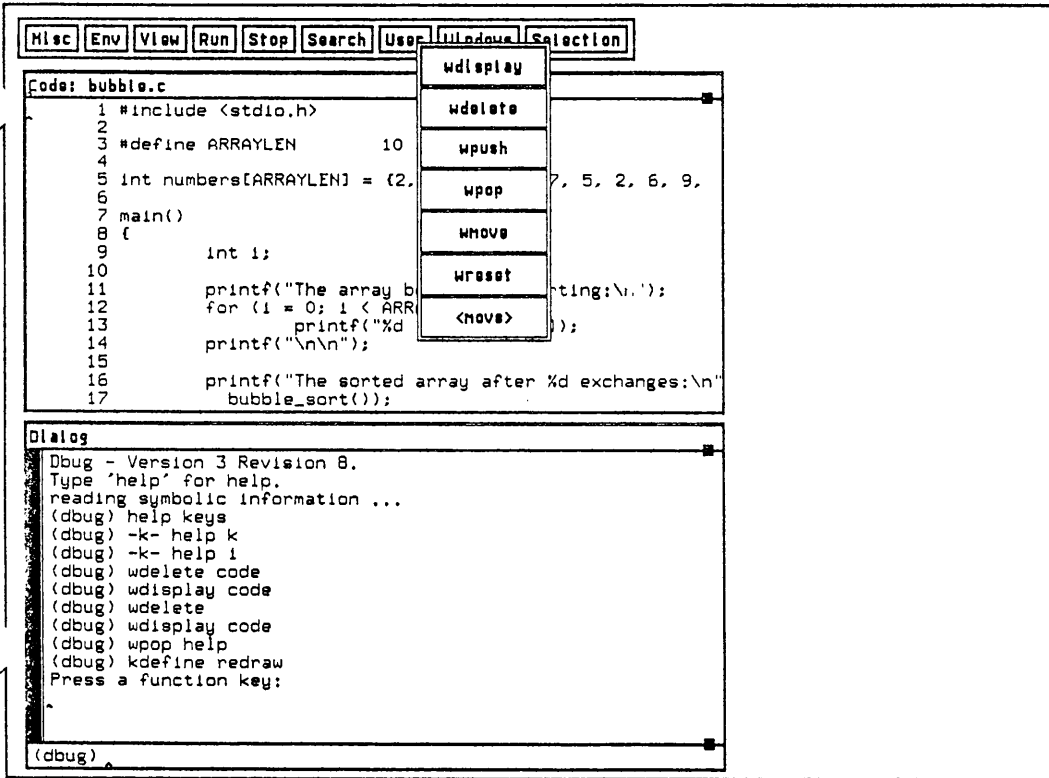 Misc Env View Run Stop Search User Windows Selection
wdisplay
wdelete
wpush
wpop
wmove
wreset
<move>
Code: bubble.c
1 #include <stdio.h>
2
3 #define ARRAYLEN 10
4
5 int numbers[ARRAYLEN] = {2, 7, 5, 2, 6, 9,
6
7 main()
8 {
9 int i;
10
11 printf("The array b rting:\n");
12 for (i = 0; i < ARR
13 printf("%d ]);
14 printf("\n\n");
15
16 printf("The sorted array after %d exchanges:\n"
17 bubble_sort());
Dialog
Dbug - Version 3 Revision 8.
Type 'help' for help.
reading symbolic information ...
(dbug) help keys
(dbug) -k- help k
(dbug) -k- help i
(dbug) wdelete code
(dbug) wdisplay code
(dbug) wdelete
(dbug) wdisplay code
(dbug) wpop help
(dbug) kdefine redraw
Press a function key:
(dbug)